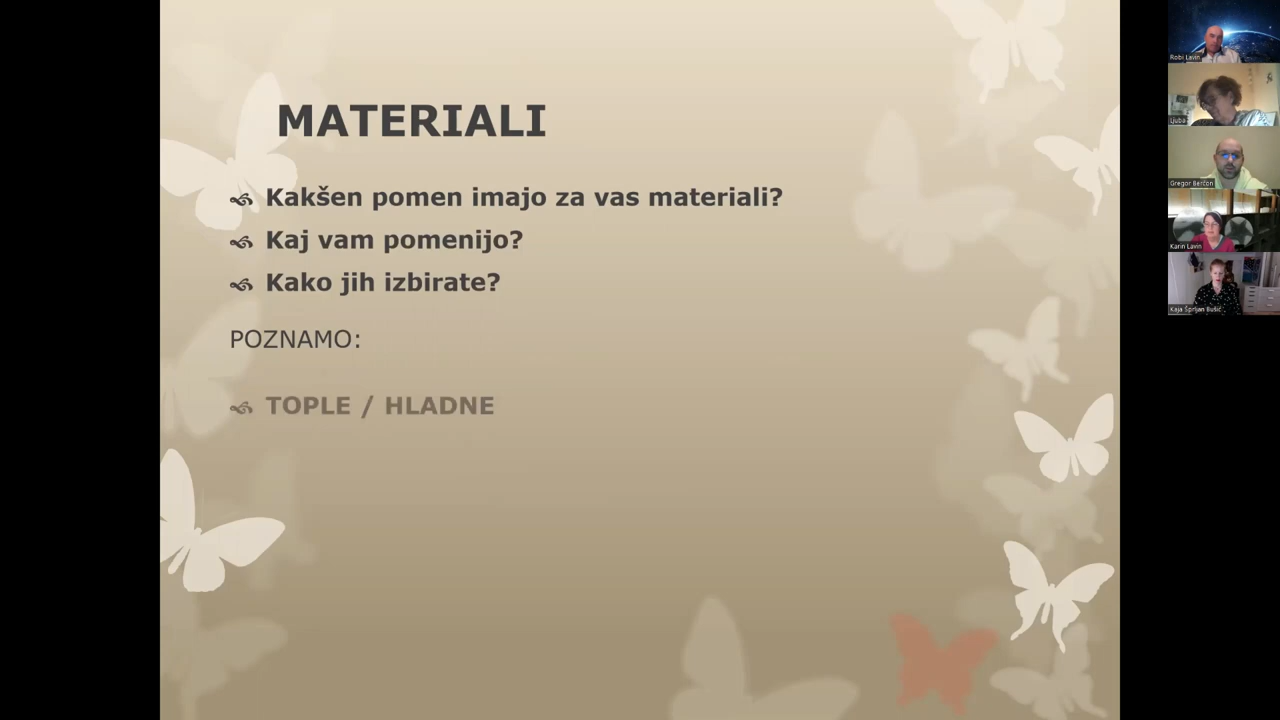 MATERIALI
Kakšen pomen imajo za vas materiali?
Kaj vam pomenijo?
Kako jih izbirate?
POZNAMO:
TOPLE / HLADNE
Robi Lavin
Ljuba
Gregor Berčon
Karin Lavin
Kaja Šprljan Bušić